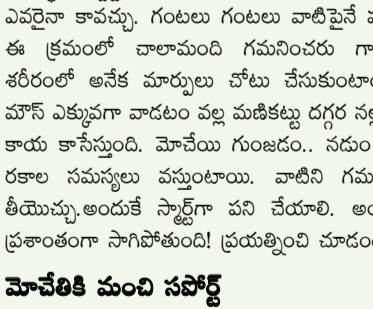 ఎవరైనా కావచ్చు. గంటలు గంటలు వాటిపైనే
ఈ క్రమంలో చాలామంది గమనించరు
శరీరంలో అనేక మార్పులు చోటు
మౌస్ ఎక్కువగా వాడటం వల్ల మణికట్టు దగ్గర
కాయ కాసేస్తుంది. మోచేయి గుంజడం.. నడుం
రకాల సమస్యలు వస్తుంటాయి. వాటిని
తీయొచ్చు.అందుకే స్మార్ట్‌గా పని చేయాలి.
ప్రశాంతంగా సాగిపోతుంది! ప్రయత్నించి
మోచేతికి మంచి సపోర్ట్